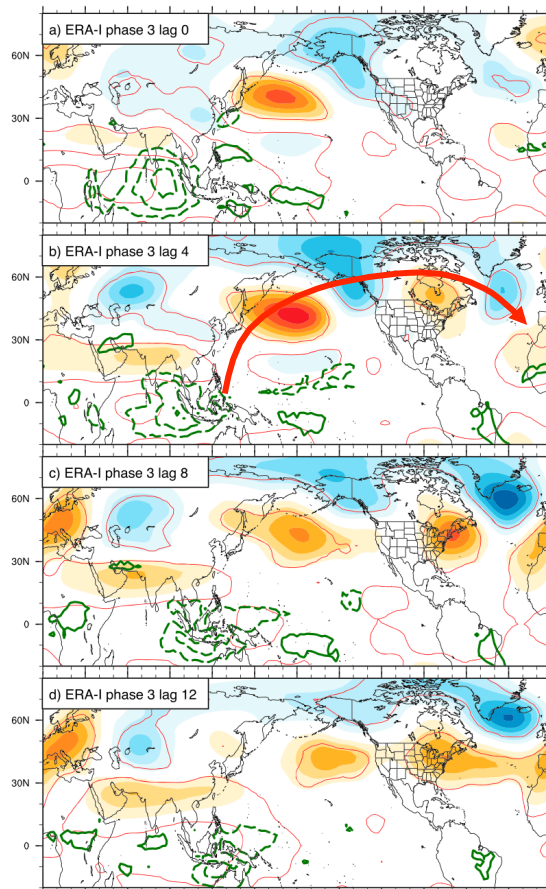 a) ERA-I phase 3 lag 0
60N
30N
0
b) ERA-I phase 3 lag 4
60N
30N
0
c) ERA-I phase 3 lag 8
60N
30N
0
d) ERA-I phase 3 lag 12
60N
30N
0